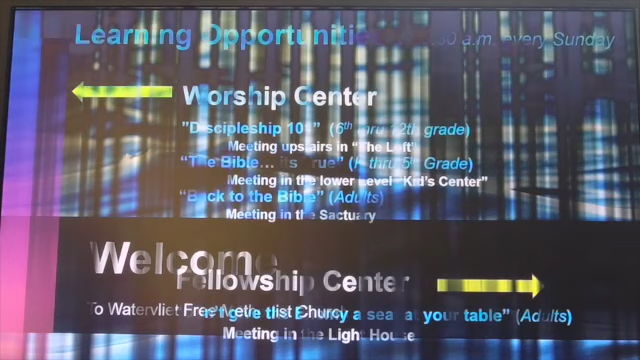 Learning Opportunities :30 a.m. every Sunday
Worship Center
"Discipleship 101" (6th thru 12th grade)
Meeting upstairs in "The Loft"
"The Bible... its true" (K thru 5th Grade)
Meeting in the lower Level "Kid's Center"
"Back to the Bible" (Adults)
Meeting in the Sactuary
Welcome
Fellowship Center
To Watervliet Free Methodist Church
a seat at your table" (Adults)
Meeting in the Light House